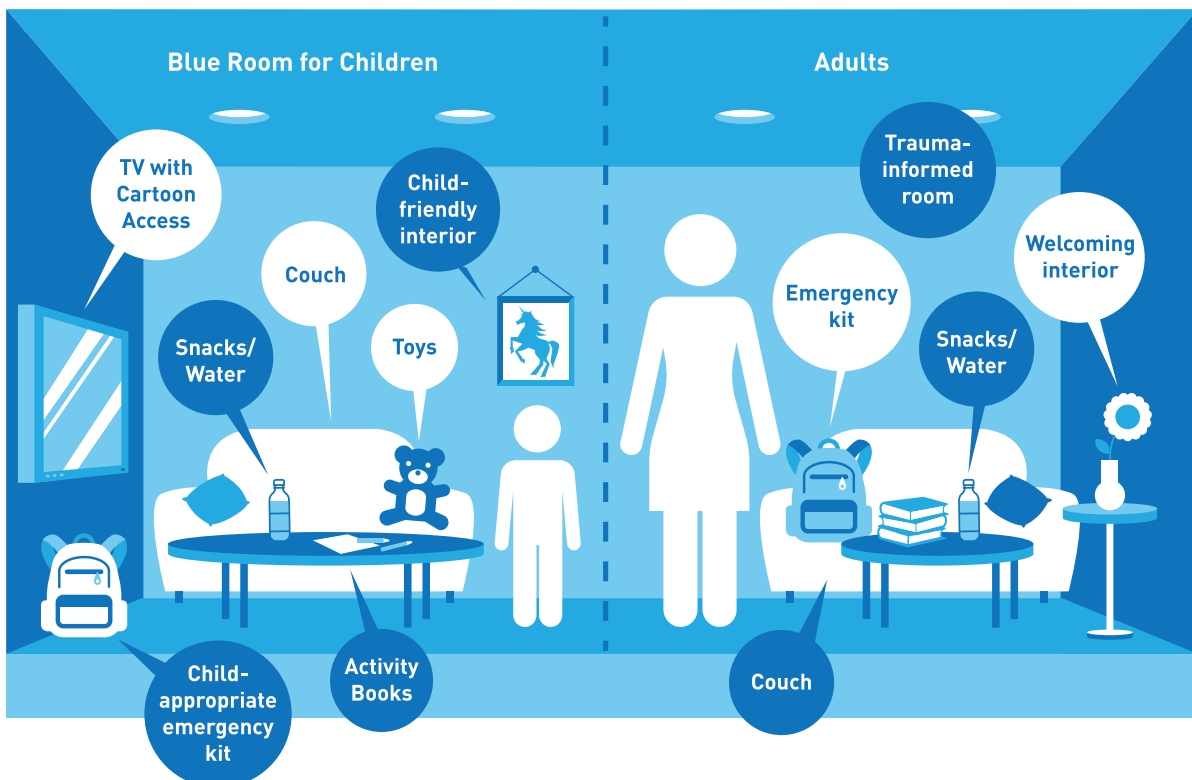 Blue Room for Children
TV with
Cartoon
Access
Child-
friendly
interior
Couch
Snacks/
Water
Toys
Child-
appropriate
emergency
kit
Activity
Books
Adults
Trauma-
informed
room
Welcoming
interior
Emergency
kit
Snacks/
Water
Couch